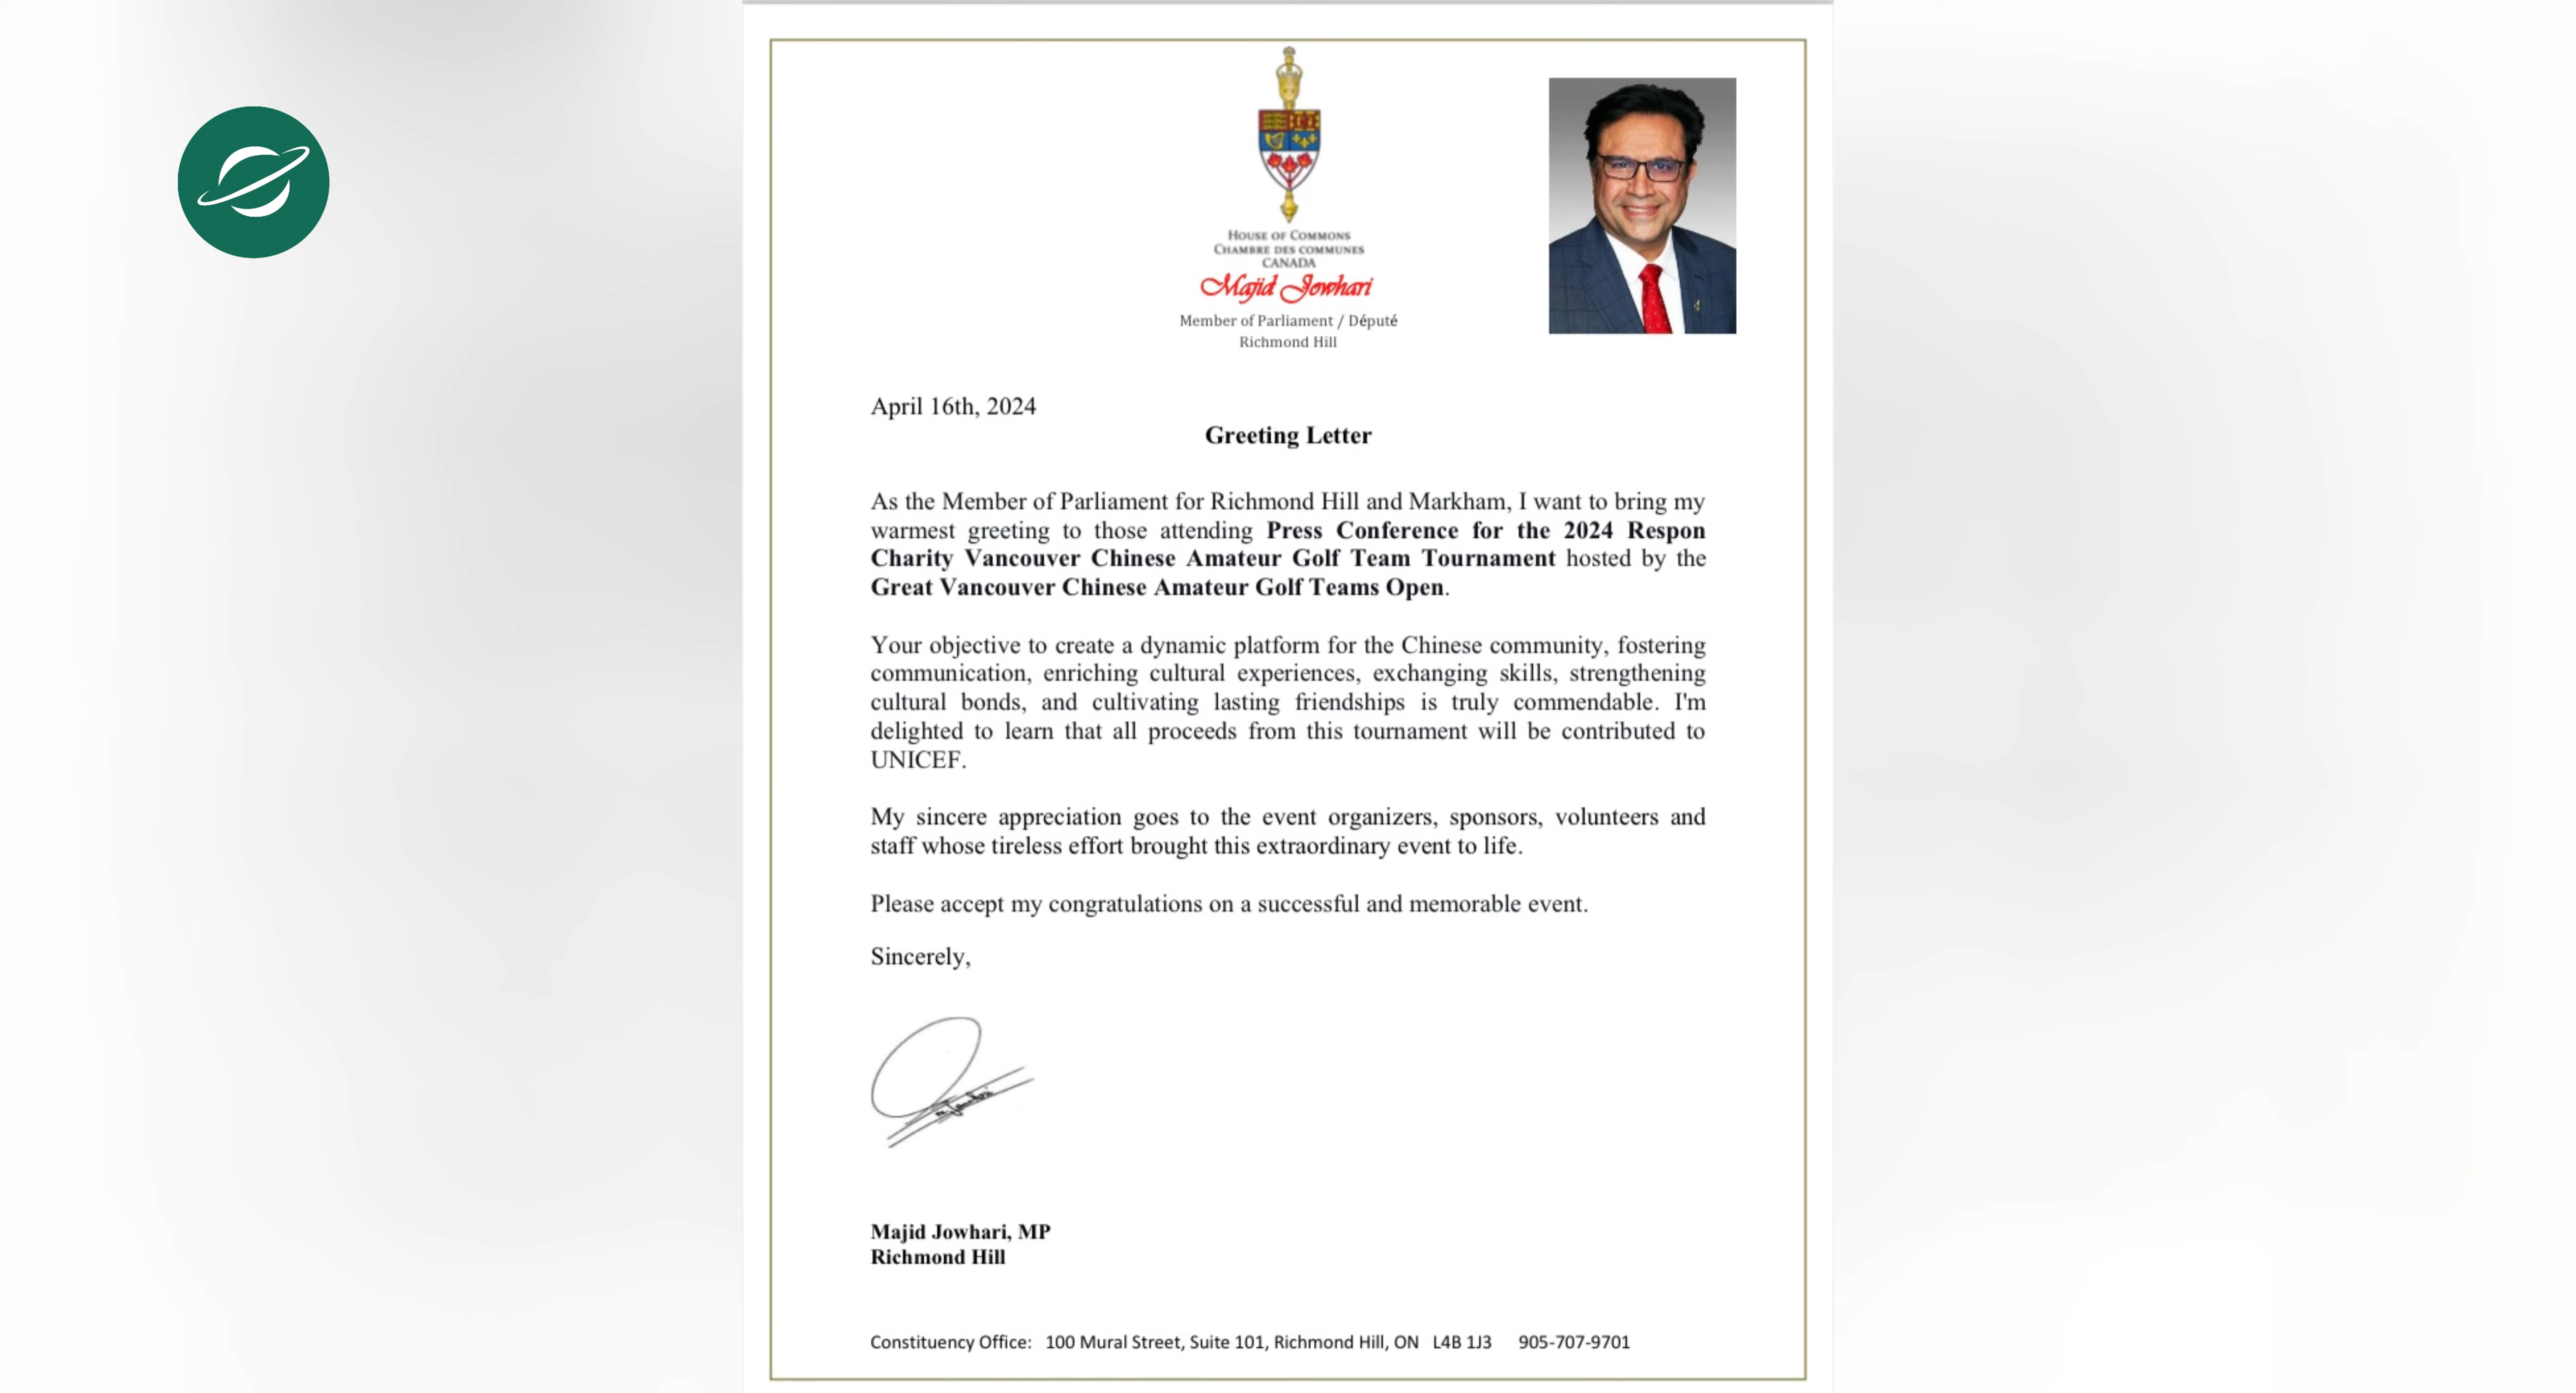 HOUSE OF COMMONS
CHAMBRE DES COMMUNES
CANADA
Majid Jowhari
Member of Parliament / Député
Richmond Hill
April 16th, 2024
Greeting Letter
As the Member of Parliament for Richmond Hill and Markham, I want to bring my
warmest greeting to those attending Press Conference for the 2024 Respon
Charity Vancouver Chinese Amateur Golf Team Tournament hosted by the
Great Vancouver Chinese Amateur Golf Teams Open.
Your objective to create a dynamic platform for the Chinese community, fostering
communication, enriching cultural experiences, exchanging skills, strengthening
cultural bonds, and cultivating lasting friendships is truly commendable. I'm
delighted to learn that all proceeds from this tournament will be contributed to
UNICEF.
My sincere appreciation goes to the event organizers, sponsors, volunteers and
staff whose tireless effort brought this extraordinary event to life.
Please accept my congratulations on a successful and memorable event.
Sincerely,
Majid Jowhari, MP
Richmond Hill
Constituency Office: 100 Mural Street, Suite 101, Richmond Hill, ON L4B 1J3 905-707-9701